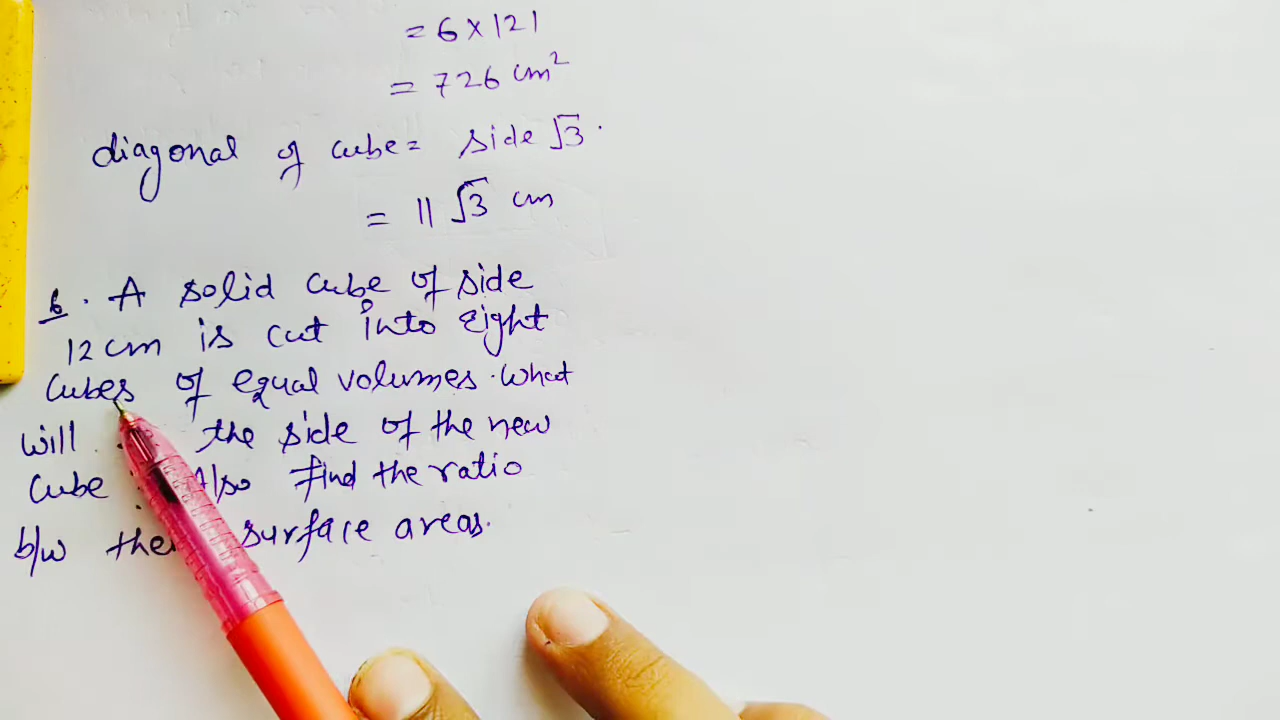 = 6 × 121
= 726 cm²
diagonal of cube = side √3.
= 11 √3 cm
6. A solid cube of side
12 cm is cut into eight
cubes of equal volumes. What
will the side of the new
cube Also find the ratio
b/w surface areas.